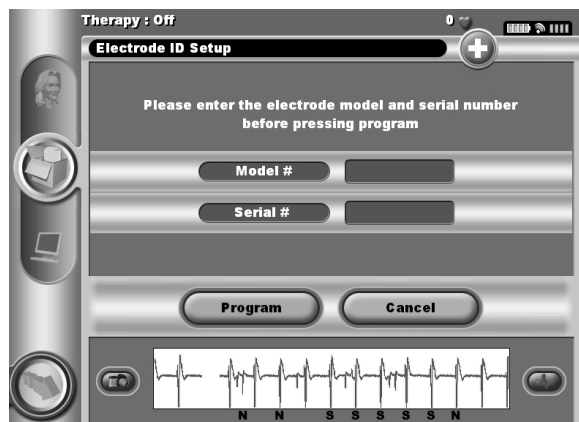 Therapy : Off
0
Electrode ID Setup
Please enter the electrode model and serial number
before pressing program
Model #
Serial #
Program
Cancel
N N S S S S S N